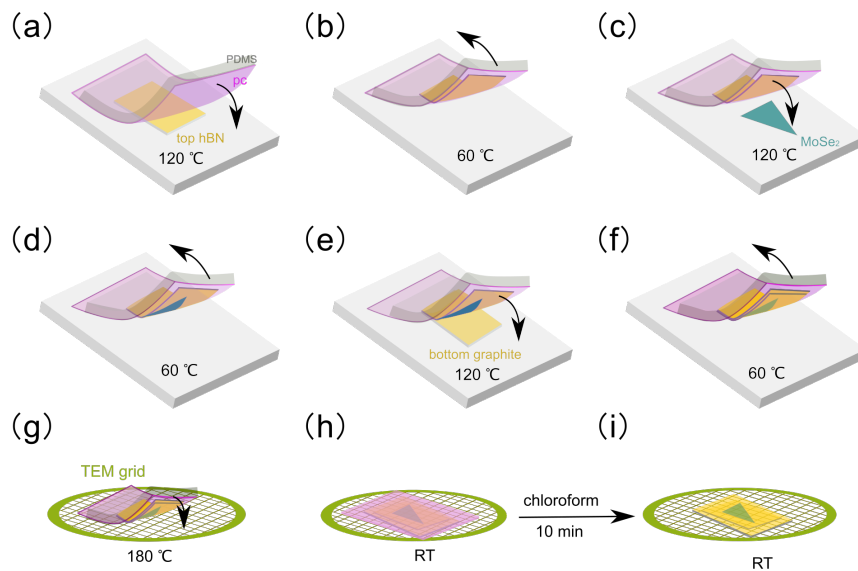 (a)
(b)
(c)
PDMS
pc
top hBN
120 ℃
60 ℃
MoSe₂
120 ℃
(d)
(e)
(f)
60 ℃
bottom graphite
120 ℃
60 ℃
(g)
(h)
(i)
TEM grid
180 ℃
RT
chloroform
10 min
RT